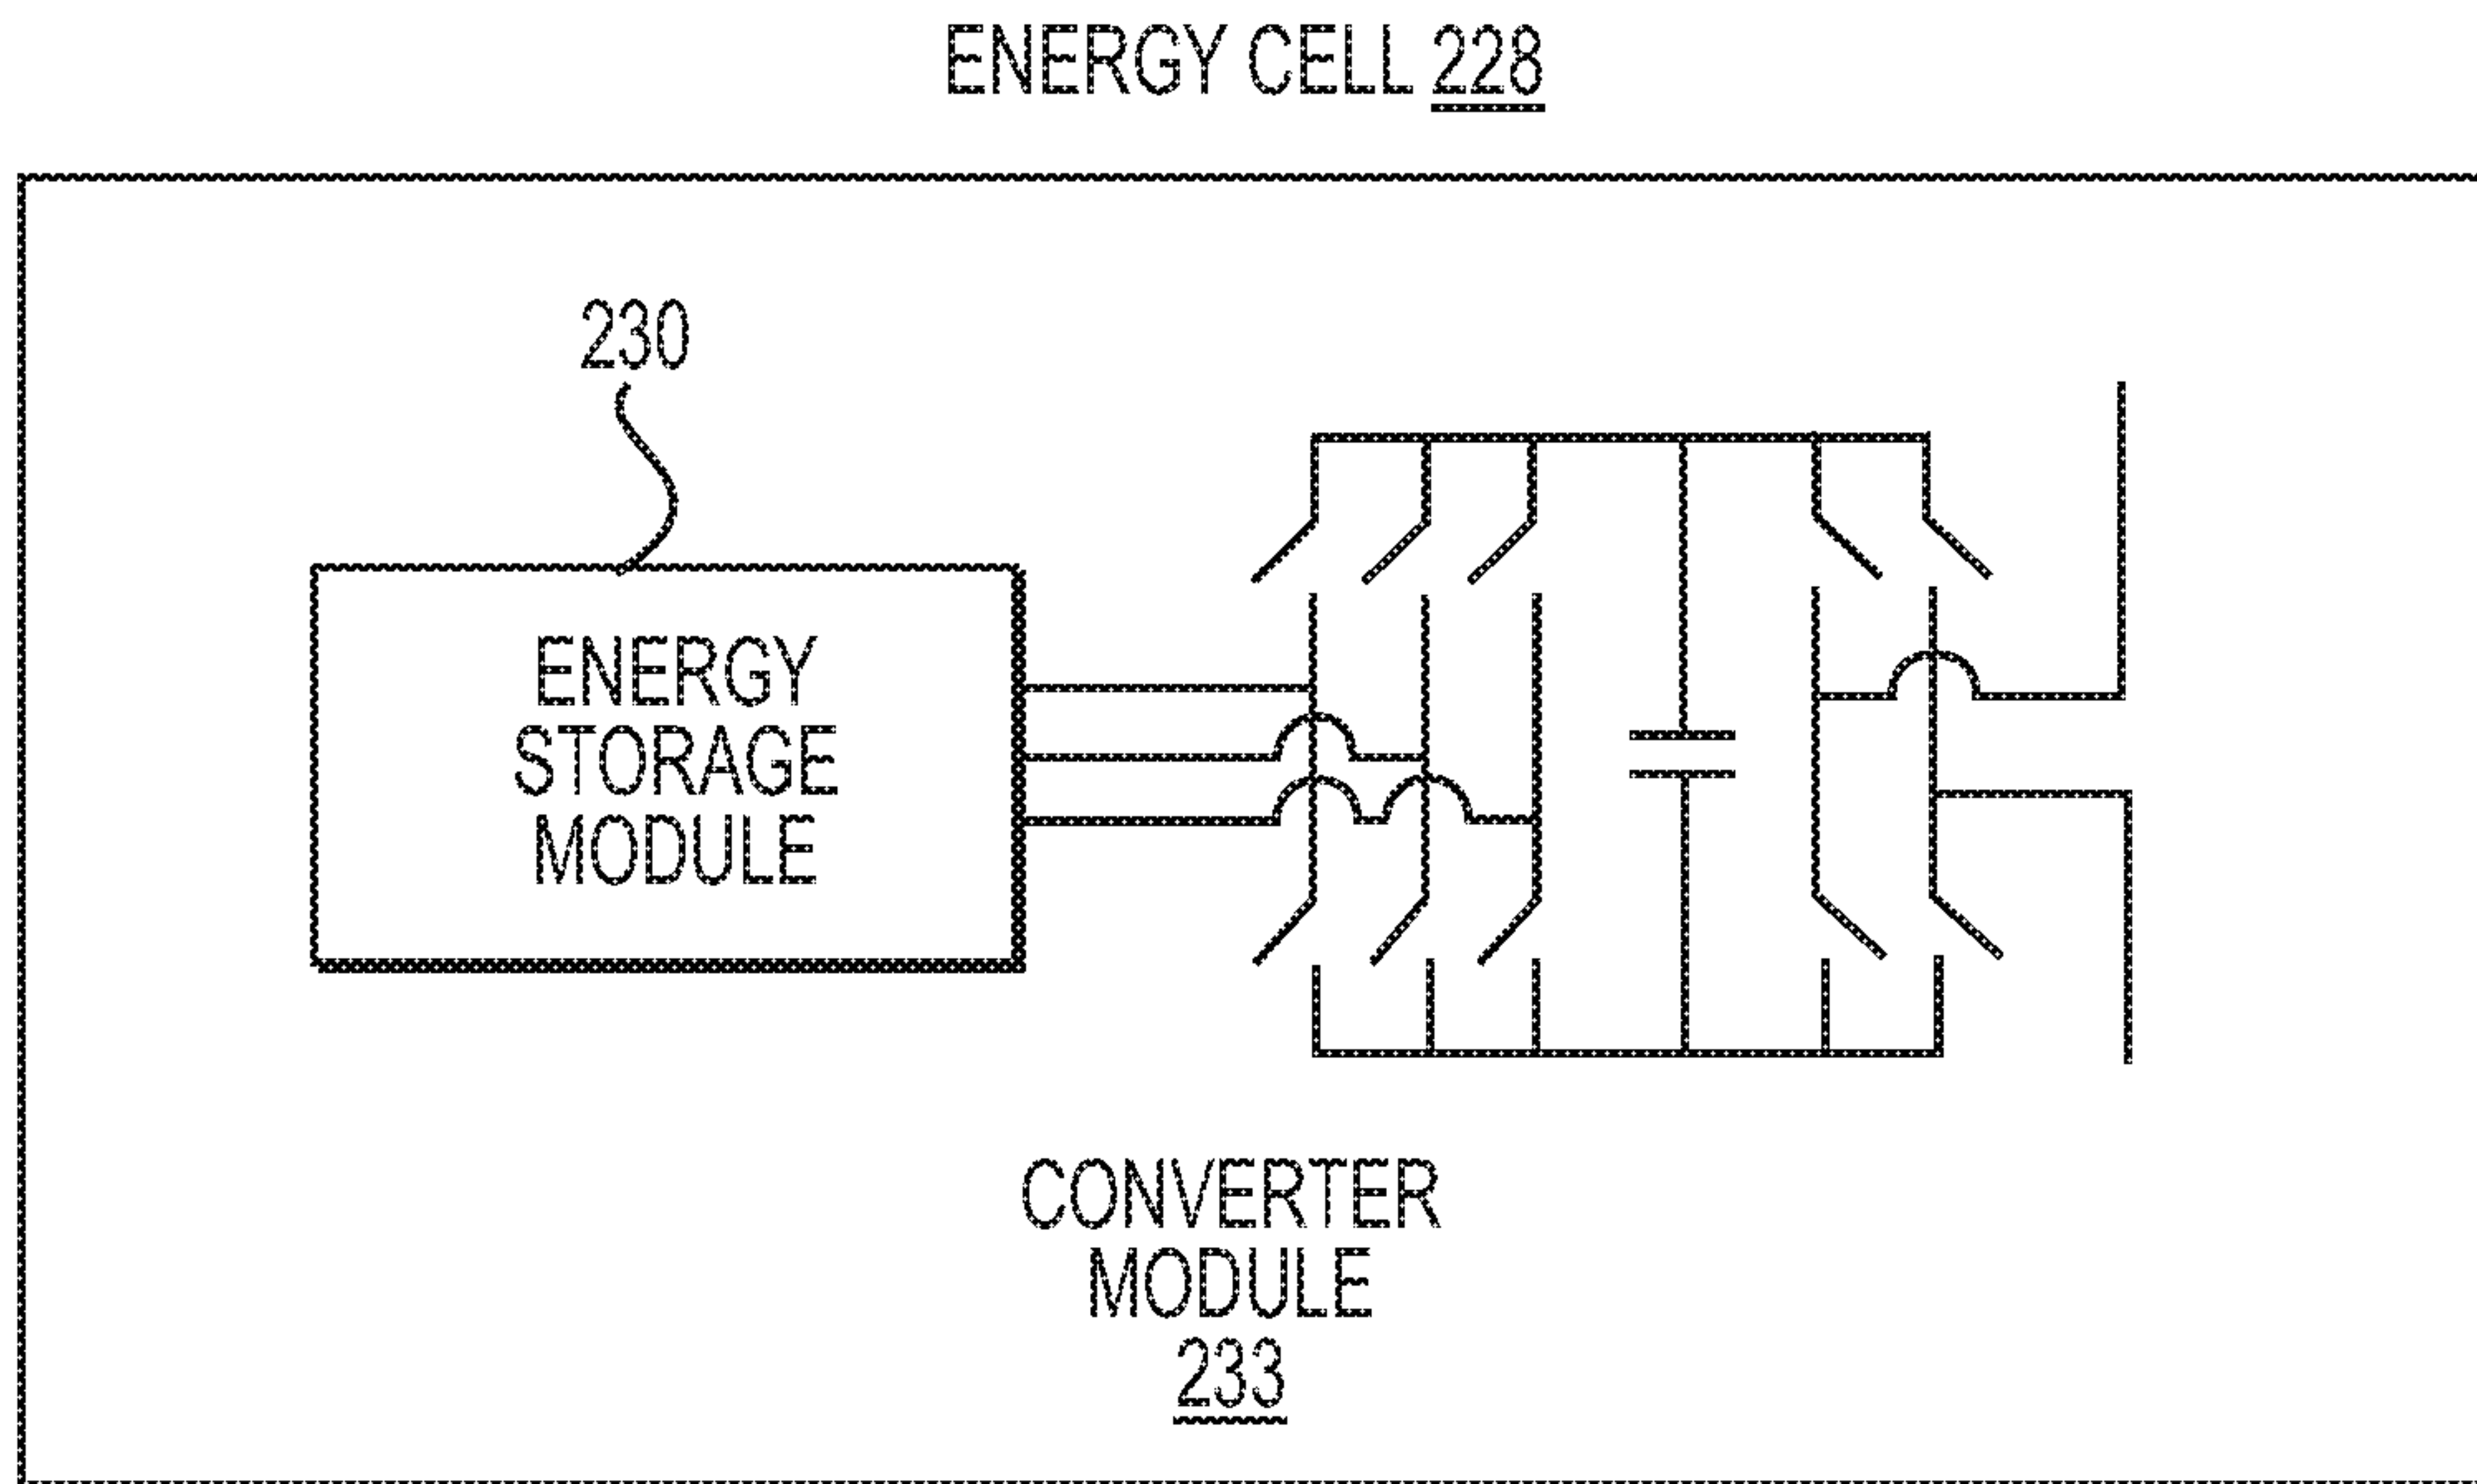 ENERGY CELL 228
230
ENERGY
STORAGE
MODULE
CONVERTER
MODULE
233